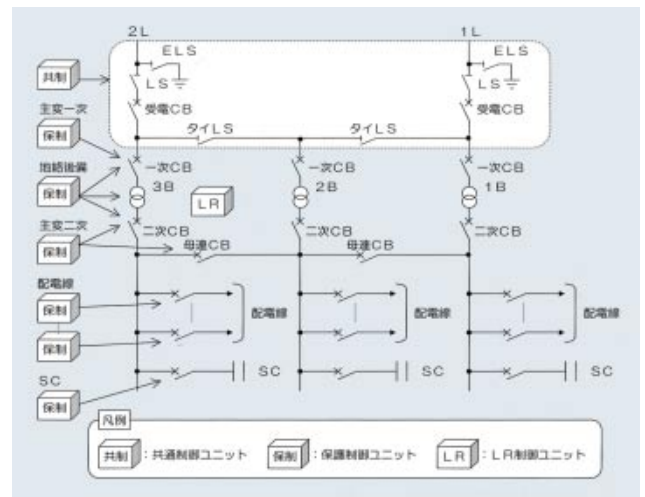 2L 1L
ELS ELS
共制 LS LS
主変一次 受電CB 受電CB
保制 タイLS タイLS
地絡後備 一次CB 一次CB 一次CB
保制 3B LR 2B 1B
主変二次 二次CB 二次CB 二次CB
保制 母連CB 母連CB
配電線
保制 配電線 配電線 配電線
保制
SC SC SC SC
保制
凡例
共制:共通制御ユニット 保制:保護制御ユニット LR:LR制御ユニット